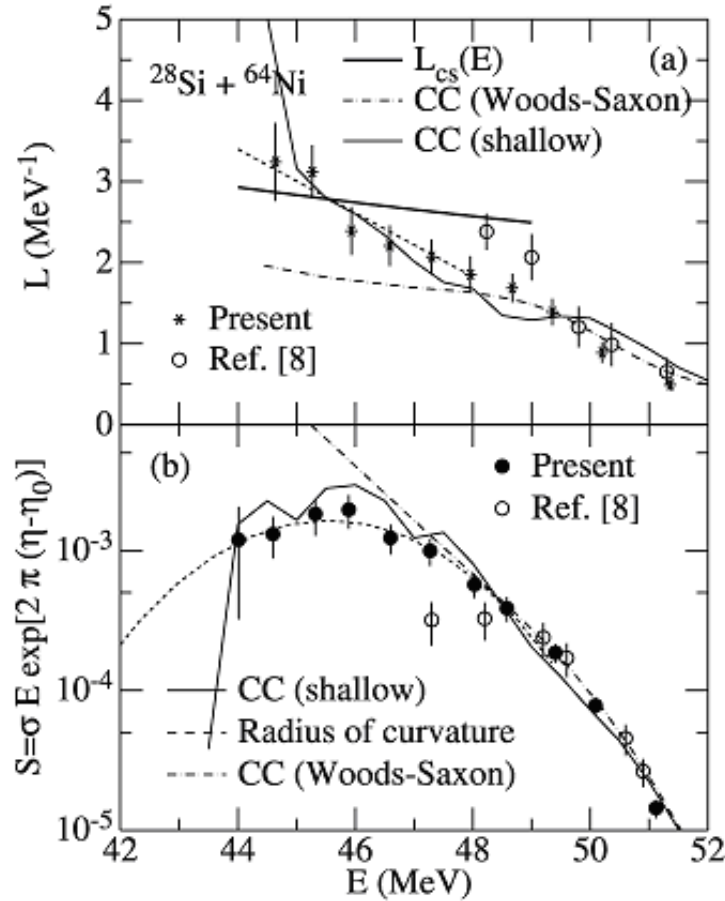 5
4
3
2
1
0
L (MeV⁻¹)
²⁸Si + ⁶⁴Ni
L_cs(E)
(a)
CC (Woods-Saxon)
CC (shallow)
* Present
○ Ref. [8]
(b)
● Present
○ Ref. [8]
10⁻³
10⁻⁴
10⁻⁵
S=σ E exp[2 π (η-η₀)]
CC (shallow)
Radius of curvature
CC (Woods-Saxon)
42 44 46 48 50 52
E (MeV)